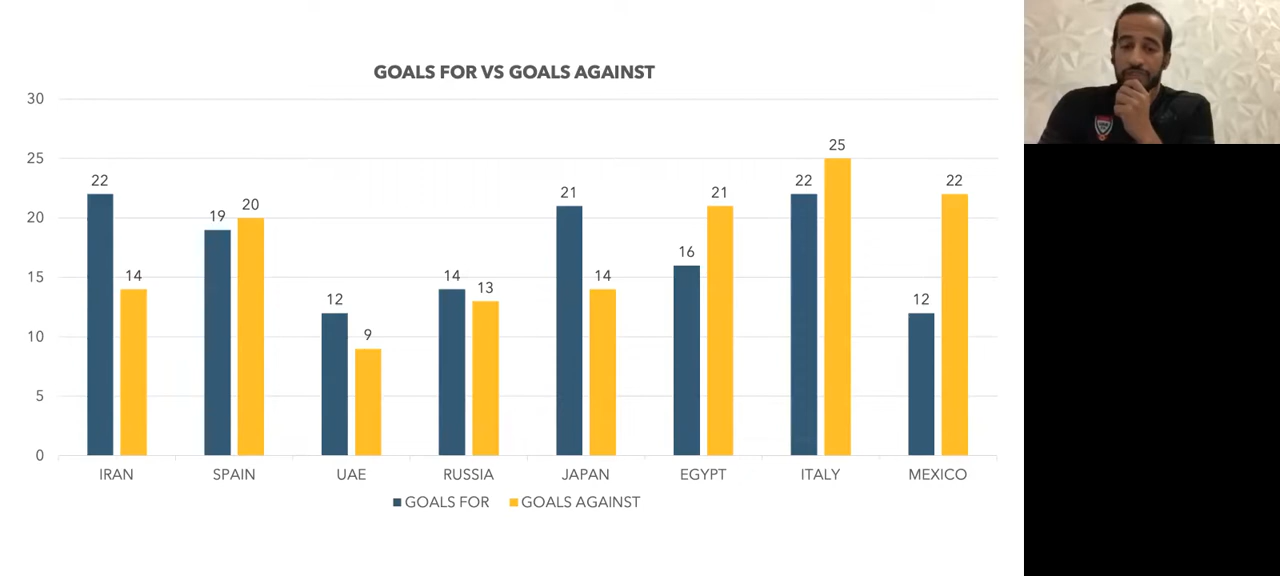 GOALS FOR VS GOALS AGAINST
30
25
20
15
10
5
0
22
14
19
20
12
9
14
13
21
14
16
21
22
25
12
22
IRAN
SPAIN
UAE
RUSSIA
JAPAN
EGYPT
ITALY
MEXICO
GOALS FOR
GOALS AGAINST